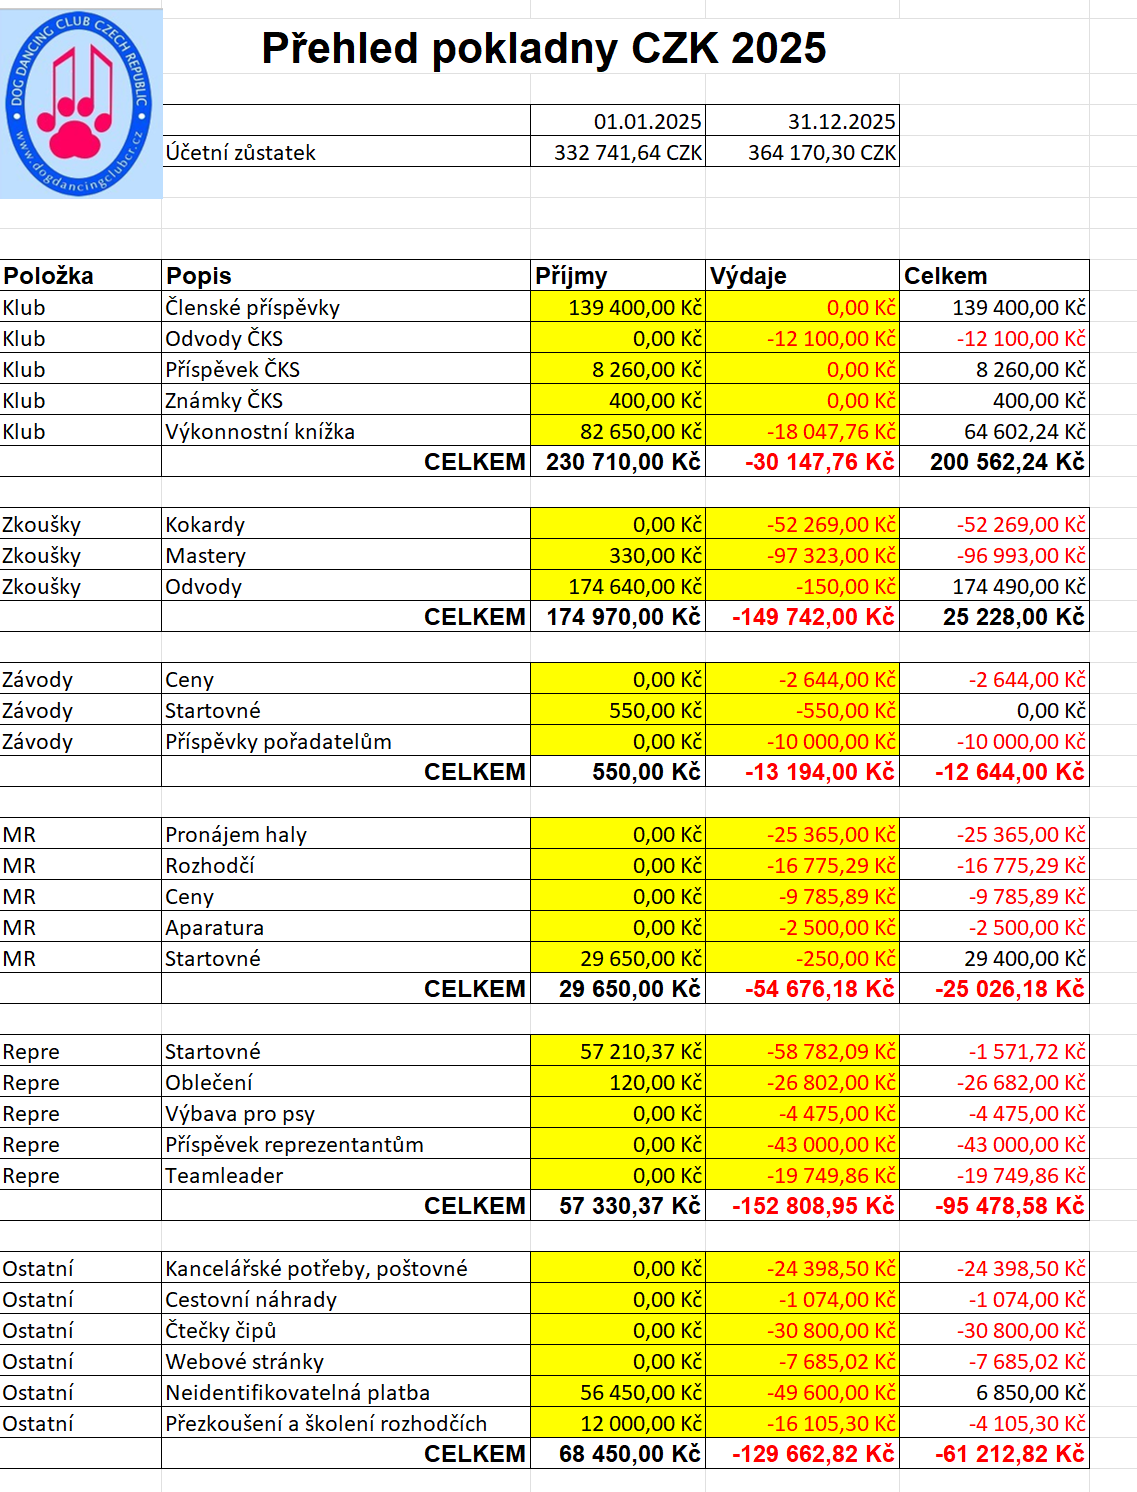 DOG DANCING CLUB CZECH REPUBLIC
www.dogdancingclubcr.cz
Přehled pokladny CZK 2025
01.01.2025 31.12.2025
Účetní zůstatek 332 741,64 CZK 364 170,30 CZK
Položka Popis Příjmy Výdaje Celkem
Klub Členské příspěvky 139 400,00 Kč 0,00 Kč 139 400,00 Kč
Klub Odvody ČKS 0,00 Kč -12 100,00 Kč -12 100,00 Kč
Klub Příspěvek ČKS 8 260,00 Kč 0,00 Kč 8 260,00 Kč
Klub Známky ČKS 400,00 Kč 0,00 Kč 400,00 Kč
Klub Výkonnostní knížka 82 650,00 Kč -18 047,76 Kč 64 602,24 Kč
CELKEM 230 710,00 Kč -30 147,76 Kč 200 562,24 Kč
Zkoušky Kokardy 0,00 Kč -52 269,00 Kč -52 269,00 Kč
Zkoušky Mastery 330,00 Kč -97 323,00 Kč -96 993,00 Kč
Zkoušky Odvody 174 640,00 Kč -150,00 Kč 174 490,00 Kč
CELKEM 174 970,00 Kč -149 742,00 Kč 25 228,00 Kč
Závody Ceny 0,00 Kč -2 644,00 Kč -2 644,00 Kč
Závody Startovné 550,00 Kč -550,00 Kč 0,00 Kč
Závody Příspěvky pořadatelům 0,00 Kč -10 000,00 Kč -10 000,00 Kč
CELKEM 550,00 Kč -13 194,00 Kč -12 644,00 Kč
MR Pronájem haly 0,00 Kč -25 365,00 Kč -25 365,00 Kč
MR Rozhodčí 0,00 Kč -16 775,29 Kč -16 775,29 Kč
MR Ceny 0,00 Kč -9 785,89 Kč -9 785,89 Kč
MR Aparatura 0,00 Kč -2 500,00 Kč -2 500,00 Kč
MR Startovné 29 650,00 Kč -250,00 Kč 29 400,00 Kč
CELKEM 29 650,00 Kč -54 676,18 Kč -25 026,18 Kč
Repre Startovné 57 210,37 Kč -58 782,09 Kč -1 571,72 Kč
Repre Oblečení 120,00 Kč -26 802,00 Kč -26 682,00 Kč
Repre Výbava pro psy 0,00 Kč -4 475,00 Kč -4 475,00 Kč
Repre Příspěvek reprezentantům 0,00 Kč -43 000,00 Kč -43 000,00 Kč
Repre Teamleader 0,00 Kč -19 749,86 Kč -19 749,86 Kč
CELKEM 57 330,37 Kč -152 808,95 Kč -95 478,58 Kč
Ostatní Kancelářské potřeby, poštovné 0,00 Kč -24 398,50 Kč -24 398,50 Kč
Ostatní Cestovní náhrady 0,00 Kč -1 074,00 Kč -1 074,00 Kč
Ostatní Čtečky čipů 0,00 Kč -30 800,00 Kč -30 800,00 Kč
Ostatní Webové stránky 0,00 Kč -7 685,02 Kč -7 685,02 Kč
Ostatní Neidentifikovatelná platba 56 450,00 Kč -49 600,00 Kč 6 850,00 Kč
Ostatní Přezkoušení a školení rozhodčích 12 000,00 Kč -16 105,30 Kč -4 105,30 Kč
CELKEM 68 450,00 Kč -129 662,82 Kč -61 212,82 Kč